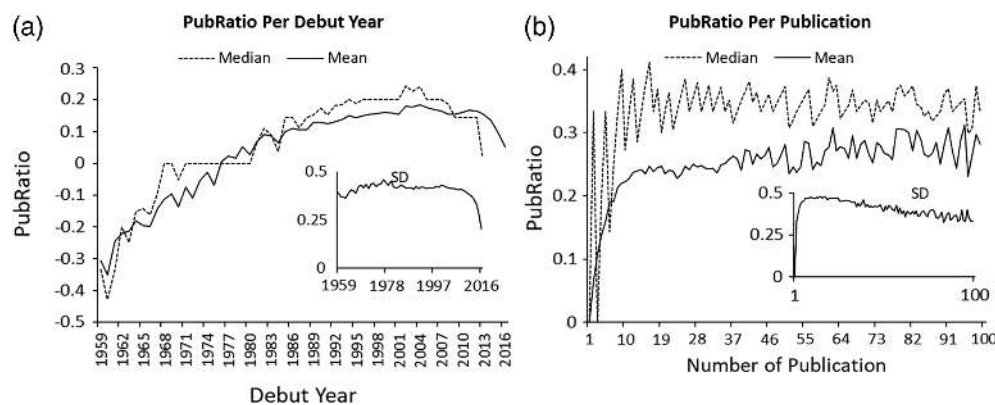 (a)
PubRatio Per Debut Year
Median Mean
PubRatio
0.3
0.2
0.1
0
-0.1
-0.2
-0.3
-0.4
-0.5
1959 1962 1965 1968 1971 1974 1977 1980 1983 1986 1989 1992 1995 1998 2001 2004 2007 2010 2013 2016
Debut Year
SD
0.5
0.25
0
1959 1978 1997 2016
(b)
PubRatio Per Publication
Median Mean
PubRatio
0.4
0.3
0.2
0.1
0
1 10 19 28 37 46 55 64 73 82 91 100
Number of Publication
SD
0.5
0.25
0
1 100